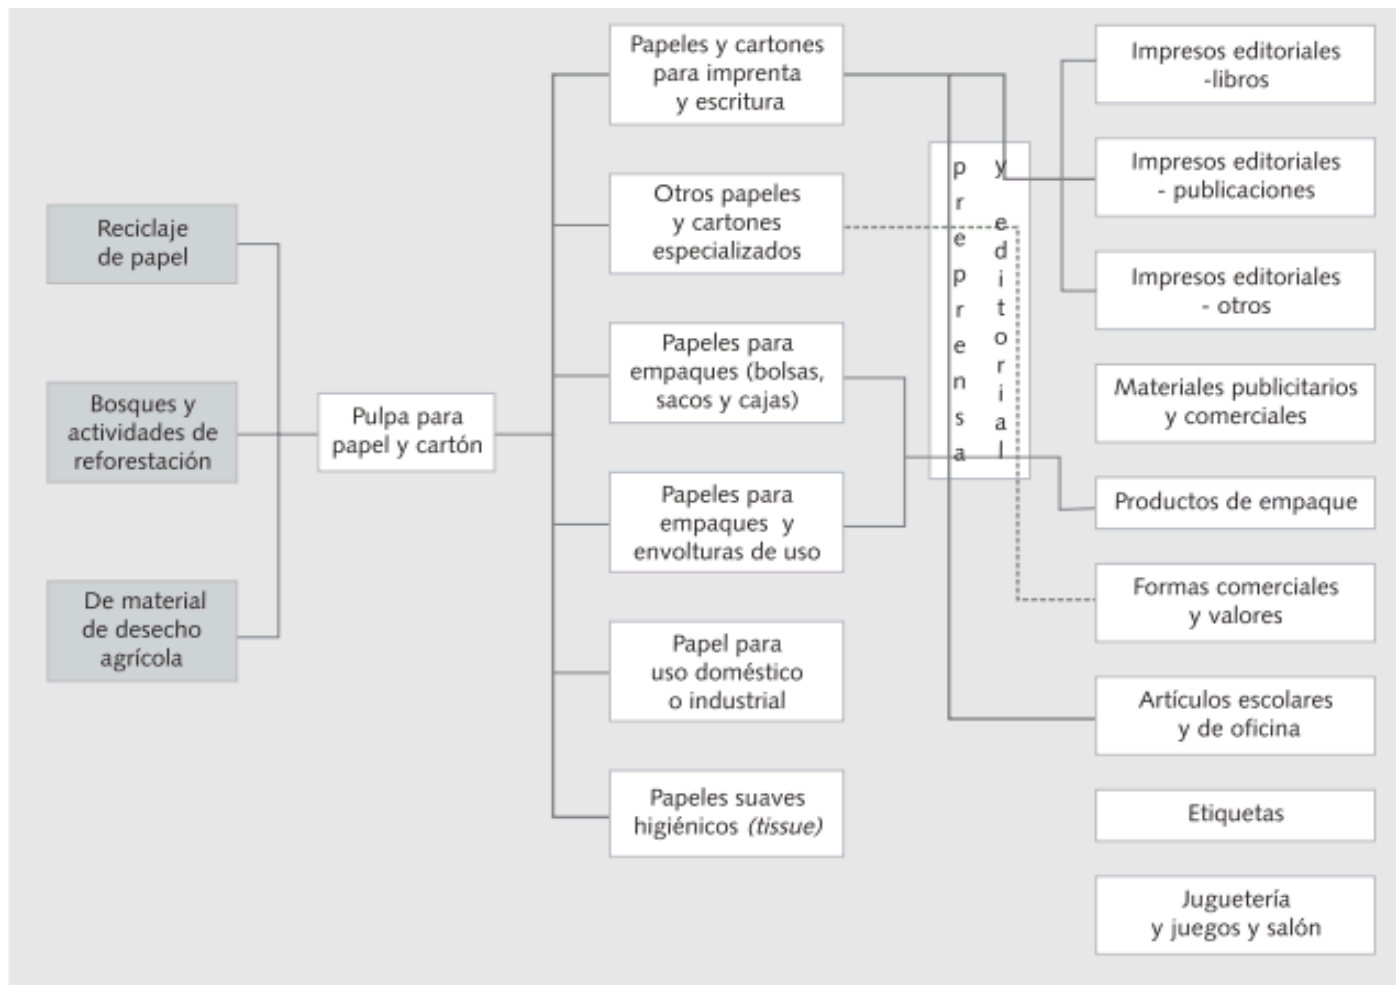 Reciclaje
de papel
Bosques y
actividades de
reforestación
De material
de desecho
agrícola
Pulpa para
papel y cartón
Papeles y cartones
para imprenta
y escritura
Otros papeles
y cartones
especializados
Papeles para
empaques (bolsas,
sacos y cajas)
Papeles para
empaques y
envolturas de uso
Papel para
uso doméstico
o industrial
Papeles suaves
higiénicos (tissue)
preprensa
y editorial
Impresos editoriales
-libros
Impresos editoriales
- publicaciones
Impresos editoriales
- otros
Materiales publicitarios
y comerciales
Productos de empaque
Formas comerciales
y valores
Artículos escolares
y de oficina
Etiquetas
Juguetería
y juegos y salón